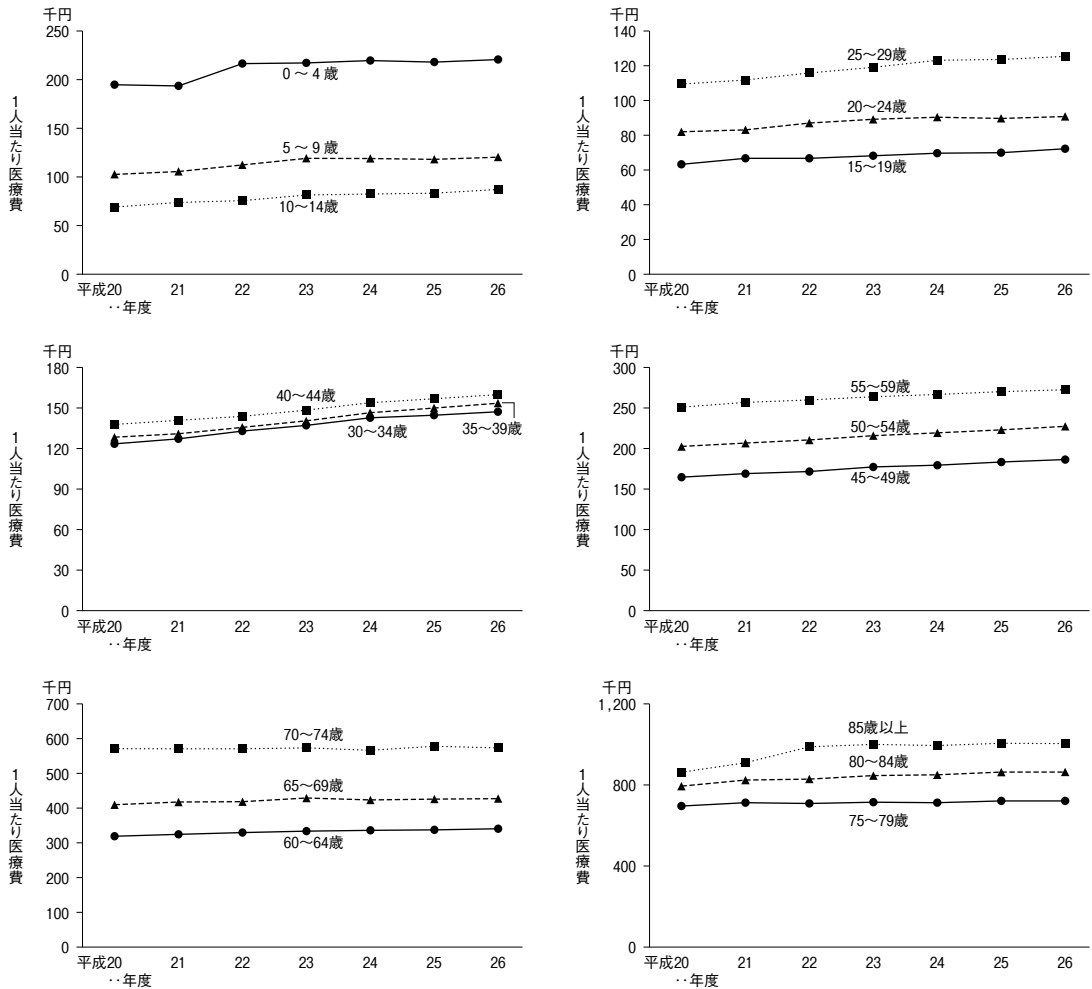 千円
250
200
150
100
50
0
1人当たり医療費
0～4歳
5～9歳
10～14歳
平成20 21 22 23 24 25 26
‥年度
千円
140
120
100
80
60
40
20
0
1人当たり医療費
25～29歳
20～24歳
15～19歳
平成20 21 22 23 24 25 26
‥年度
千円
180
150
120
90
60
30
0
1人当たり医療費
40～44歳
30～34歳
35～39歳
平成20 21 22 23 24 25 26
‥年度
千円
300
250
200
150
100
50
0
1人当たり医療費
55～59歳
50～54歳
45～49歳
平成20 21 22 23 24 25 26
‥年度
千円
700
600
500
400
300
200
100
0
1人当たり医療費
70～74歳
65～69歳
60～64歳
平成20 21 22 23 24 25 26
‥年度
千円
1,200
800
400
0
1人当たり医療費
85歳以上
80～84歳
75～79歳
平成20 21 22 23 24 25 26
‥年度